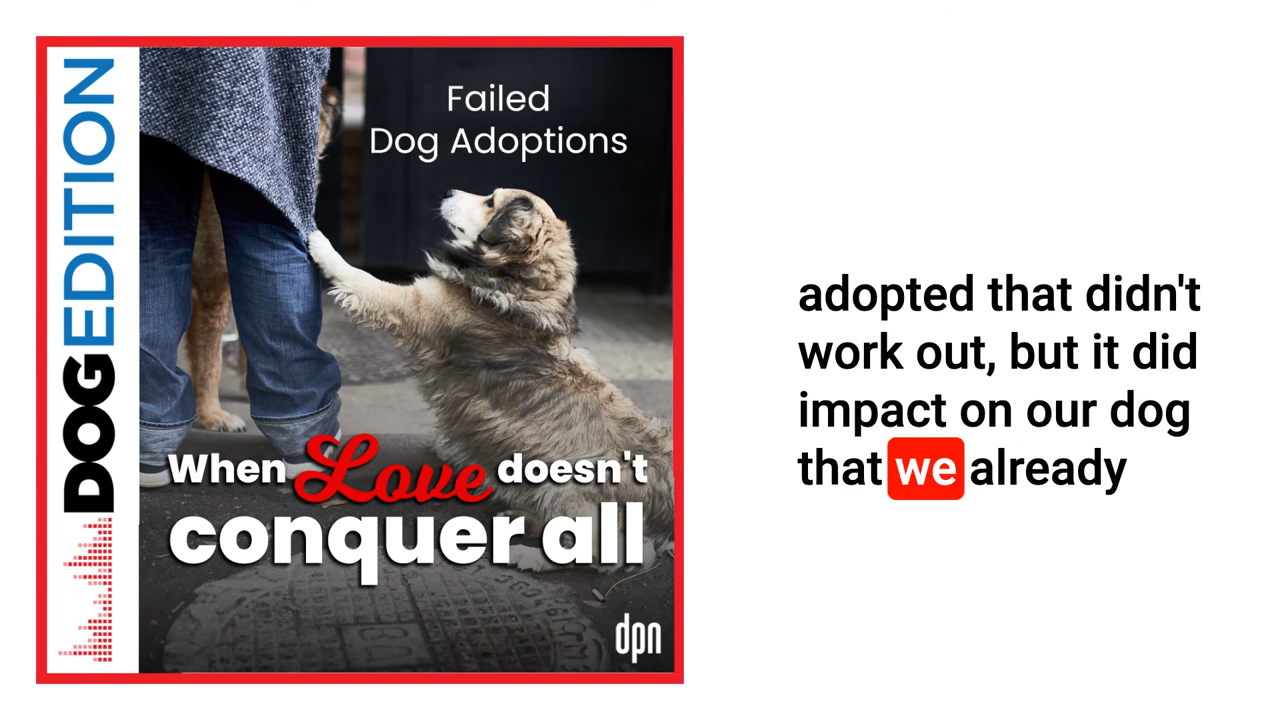 DOGEDITION
Failed
Dog Adoptions
When Love doesn't
conquer all
dpn
adopted that didn't
work out, but it did
impact on our dog
that we already